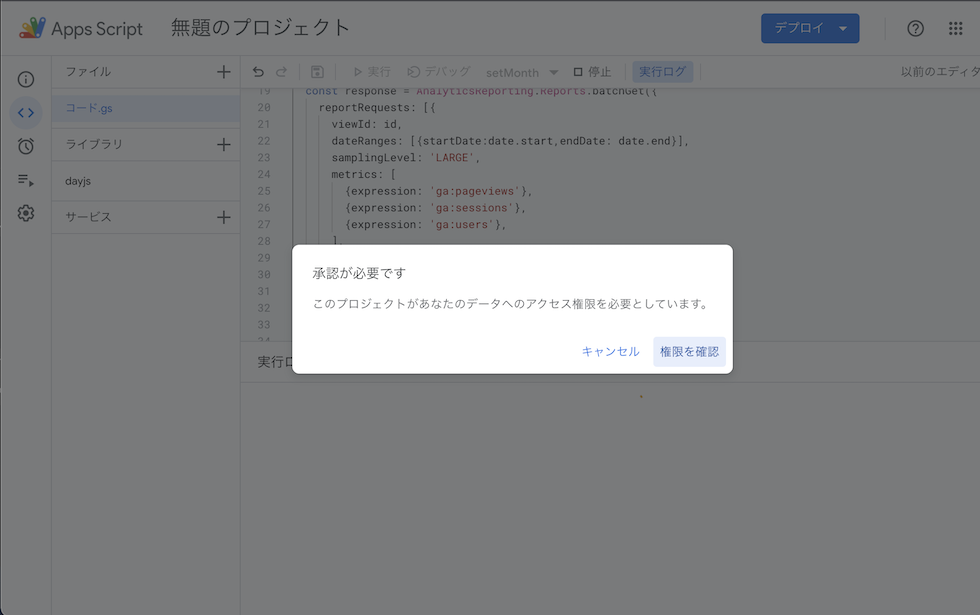 Apps Script 無題のプロジェクト デプロイ
ファイル 実行 デバッグ setMonth 停止 実行ログ 以前のエディタ
コード.gs
ライブラリ
dayjs
サービス
19 const response = AnalyticsReporting.Reports.batchGet({
20 reportRequests: [{
21 viewId: id,
22 dateRanges: [{startDate:date.start,endDate: date.end}],
23 samplingLevel: 'LARGE',
24 metrics: [
25 {expression: 'ga:pageviews'},
26 {expression: 'ga:sessions'},
27 {expression: 'ga:users'},
28 ],
29
30
31
32
33
34
承認が必要です
このプロジェクトがあなたのデータへのアクセス権限を必要としています。
キャンセル 権限を確認
実行ロ